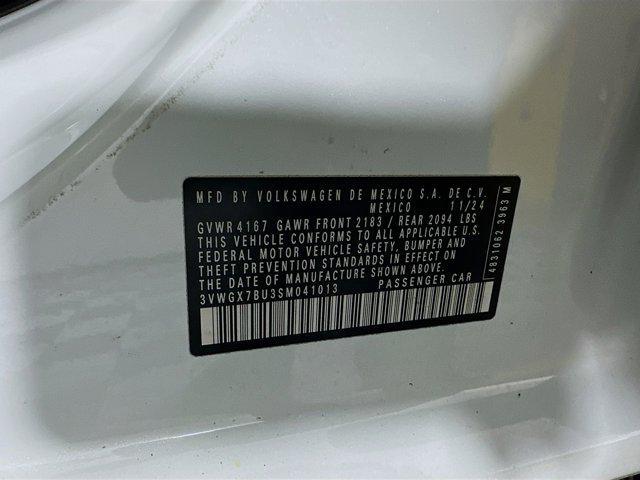 MFD BY VOLKSWAGEN DE MEXICO S.A. DE C.V.
MEXICO 11/24
GVWR 4167 GAWR FRONT 2183 / REAR 2094 LBS
THIS VEHICLE CONFORMS TO ALL APPLICABLE U.S.
FEDERAL MOTOR VEHICLE SAFETY, BUMPER AND
THEFT PREVENTION STANDARDS IN EFFECT ON
THE DATE OF MANUFACTURE SHOWN ABOVE.
3VWGX7BU3SM041013 PASSENGER CAR
4831062 3963 M